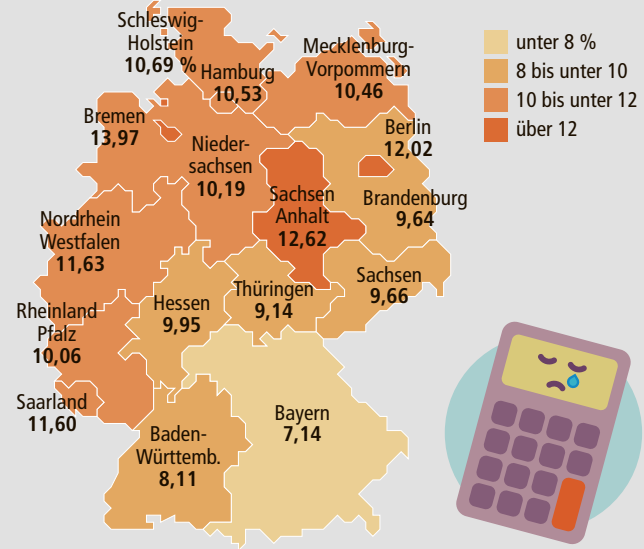 Schleswig-
Holstein
10,69 %
Hamburg
10,53
Mecklenburg-
Vorpommern
10,46
unter 8 %
8 bis unter 10
10 bis unter 12
über 12
Bremen
13,97
Nieder-
sachsen
10,19
Berlin
12,02
Sachsen
Anhalt
12,62
Brandenburg
9,64
Nordrhein
Westfalen
11,63
Hessen
9,95
Thüringen
9,14
Sachsen
9,66
Rheinland
Pfalz
10,06
Saarland
11,60
Baden-
Württemb.
8,11
Bayern
7,14